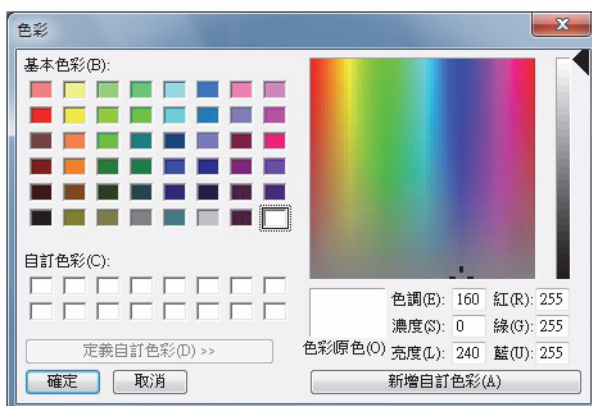 色彩
基本色彩(B):
自訂色彩(C):
定義自訂色彩(D) >>
確定
取消
色彩原色(O)
色調(E): 160 紅(R): 255
濃度(S): 0 綠(G): 255
亮度(L): 240 藍(U): 255
新增自訂色彩(A)